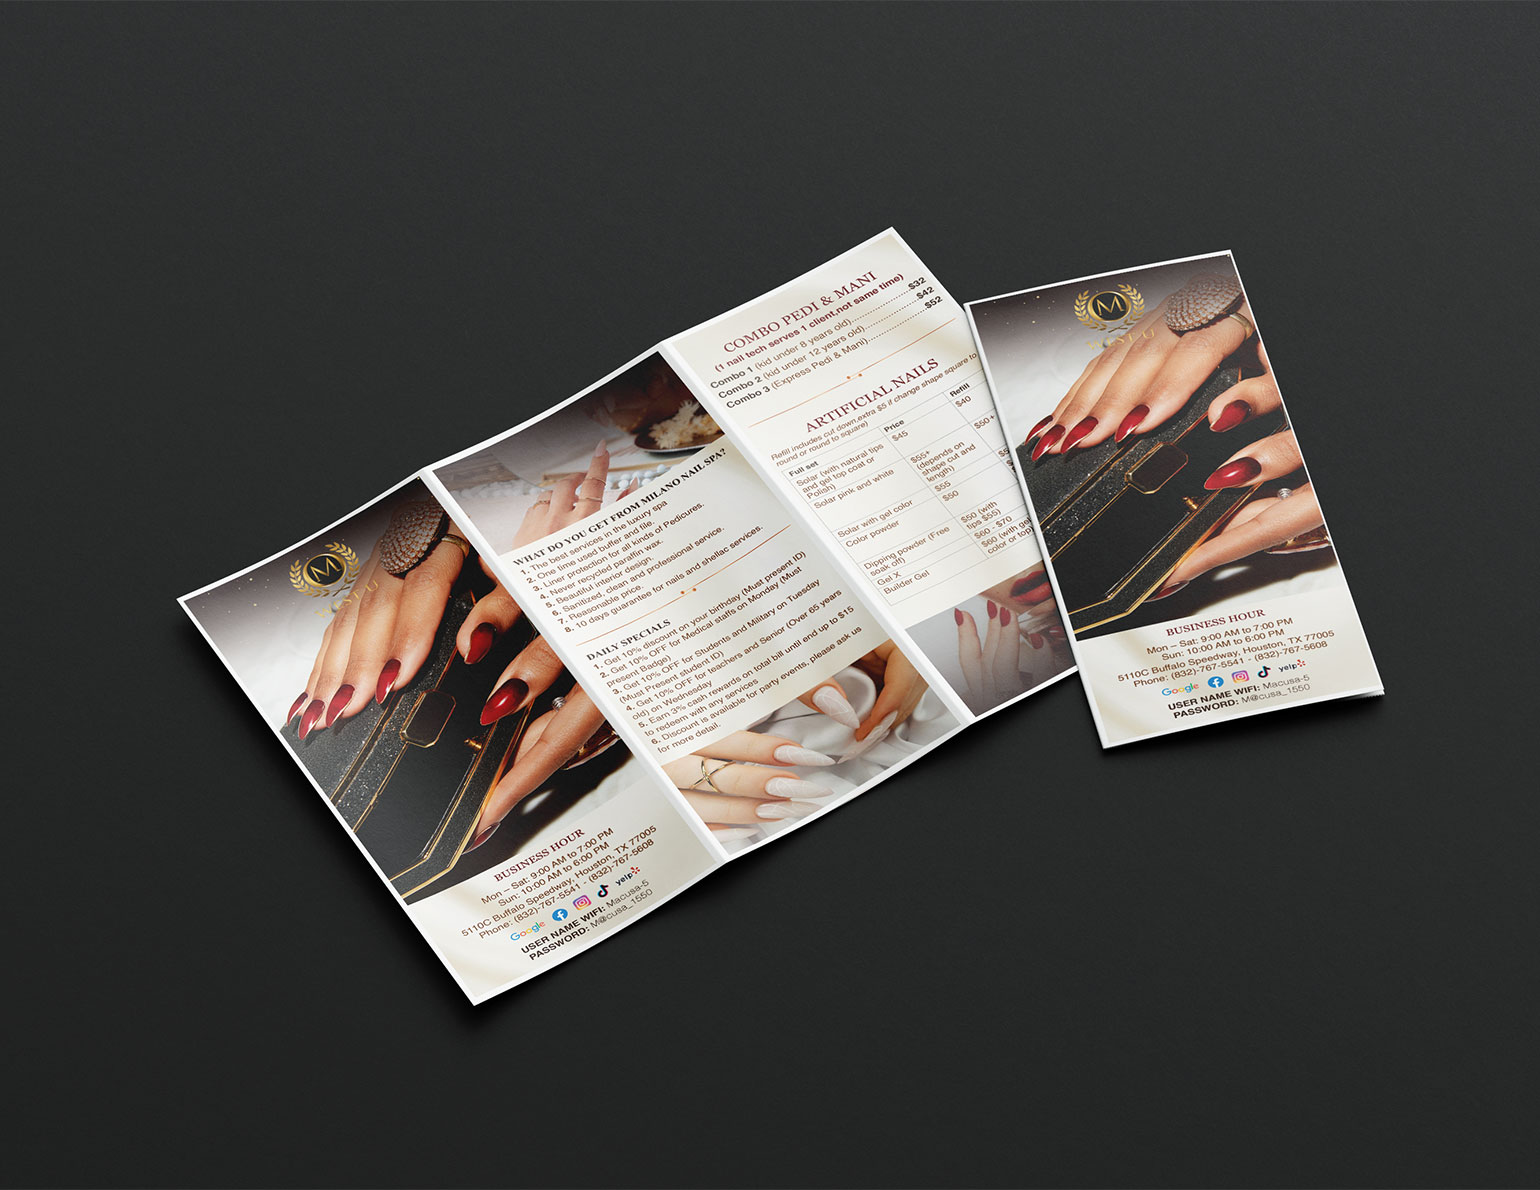 M
BUSINESS HOUR
Mon – Sat: 9:00 AM to 7:00 PM
Sun: 10:00 AM to 6:00 PM
5110C Buffalo Speedway, Houston, TX 77005
Phone: (832)-767-5541 - (832)-767-5608
Google yelp
USER NAME WIFI: Macusa-5
PASSWORD: M@cusa_1550
WHAT DO YOU GET FROM MILANO NAIL SPA?
1. The best services in the luxury spa
2. One time used buffer and file.
3. Liner protection for all kinds of Pedicures.
4. Never recycled paraffin wax.
5. Beautiful interior design.
6. Sanitized, clean and professional service.
7. Reasonable price.
8. 10 days guarantee for nails and shellac services.
DAILY SPECIALS
1. Get 10% discount on your birthday (Must present ID)
2. Get 10% OFF for Medical staffs on Monday (Must
present Badge)
3. Get 10% OFF for Students and Military on Tuesday
(Must Present student ID)
4. Get 10% OFF for teachers and Senior (Over 65 years
old) on Wednesday
5. Earn 3% cash rewards on total bill until end up to $15
to redeem with any services
6. Discount is available for party events, please ask us
for more detail.
COMBO PEDI & MANI
(1 nail tech serves 1 client,not same time)
Combo 1 (kid under 8 years old)..........$32
Combo 2 (kid under 12 years old)..........$42
Combo 3 (Express Pedi & Mani)..........$52
ARTIFICIAL NAILS
Refill includes cut down.extra $5 if change shape square to
round or round to square)
Full set Price Refill
Solar (with natural tips $45 $40
and gel top coat or
Polish)
Solar pink and white $55+ $50+
(depends on
shape cut and
length)
Solar with gel color $55
Color powder $50
Dipping powder (Free $50 (with
soak off) tips $55)
Gel X $60 - $70
Builder Gel $60 (with gel
color or top)
M
BUSINESS HOUR
Mon – Sat: 9:00 AM to 7:00 PM
Sun: 10:00 AM to 6:00 PM
5110C Buffalo Speedway, Houston, TX 77005
Phone: (832)-767-5541 - (832)-767-5608
Google yelp
USER NAME WIFI: Macusa-5
PASSWORD: M@cusa_1550